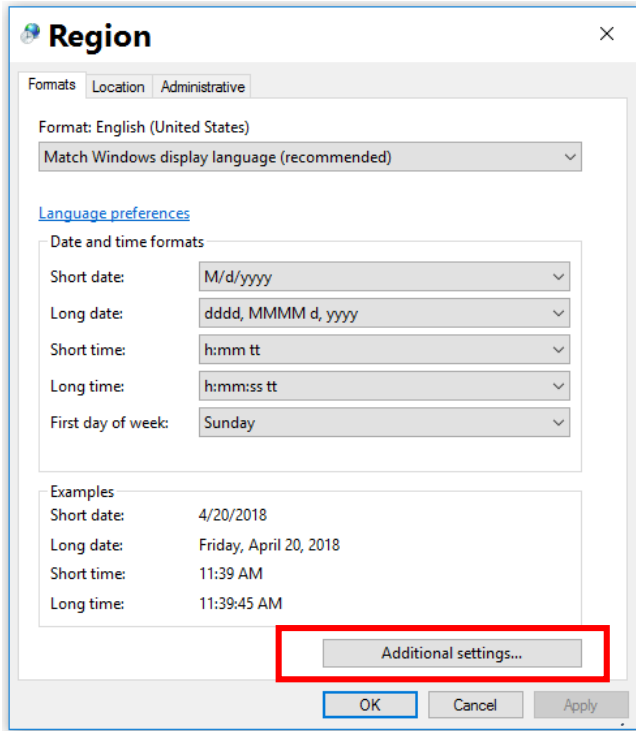 Region
Formats Location Administrative
Format: English (United States)
Match Windows display language (recommended)
Language preferences
Date and time formats
Short date: M/d/yyyy
Long date: dddd, MMMM d, yyyy
Short time: h:mm tt
Long time: h:mm:ss tt
First day of week: Sunday
Examples
Short date: 4/20/2018
Long date: Friday, April 20, 2018
Short time: 11:39 AM
Long time: 11:39:45 AM
Additional settings...
OK Cancel Apply